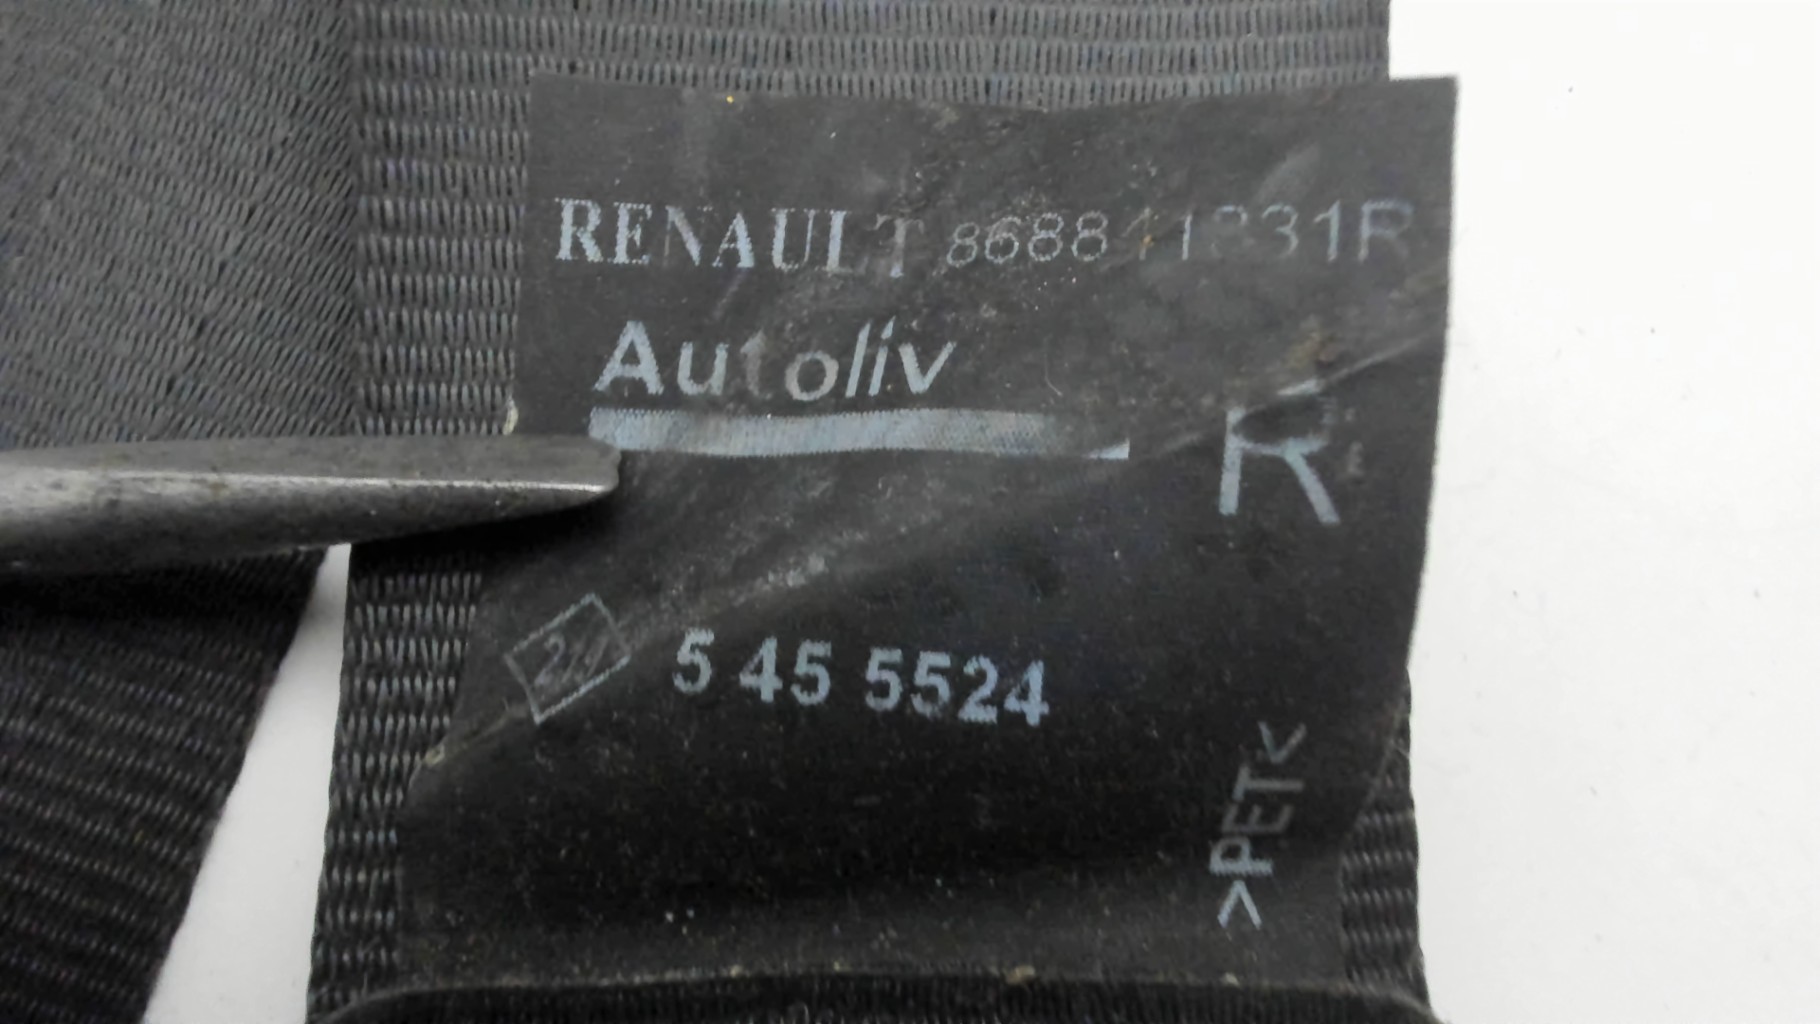 RENAULT
Autoliv
R
5 45 5524
>PET<